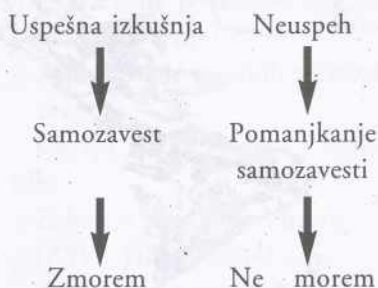 Uspešna izkušnja
Samozavest
Zmorem
Neuspeh
Pomanjkanje
samozavesti
Ne morem